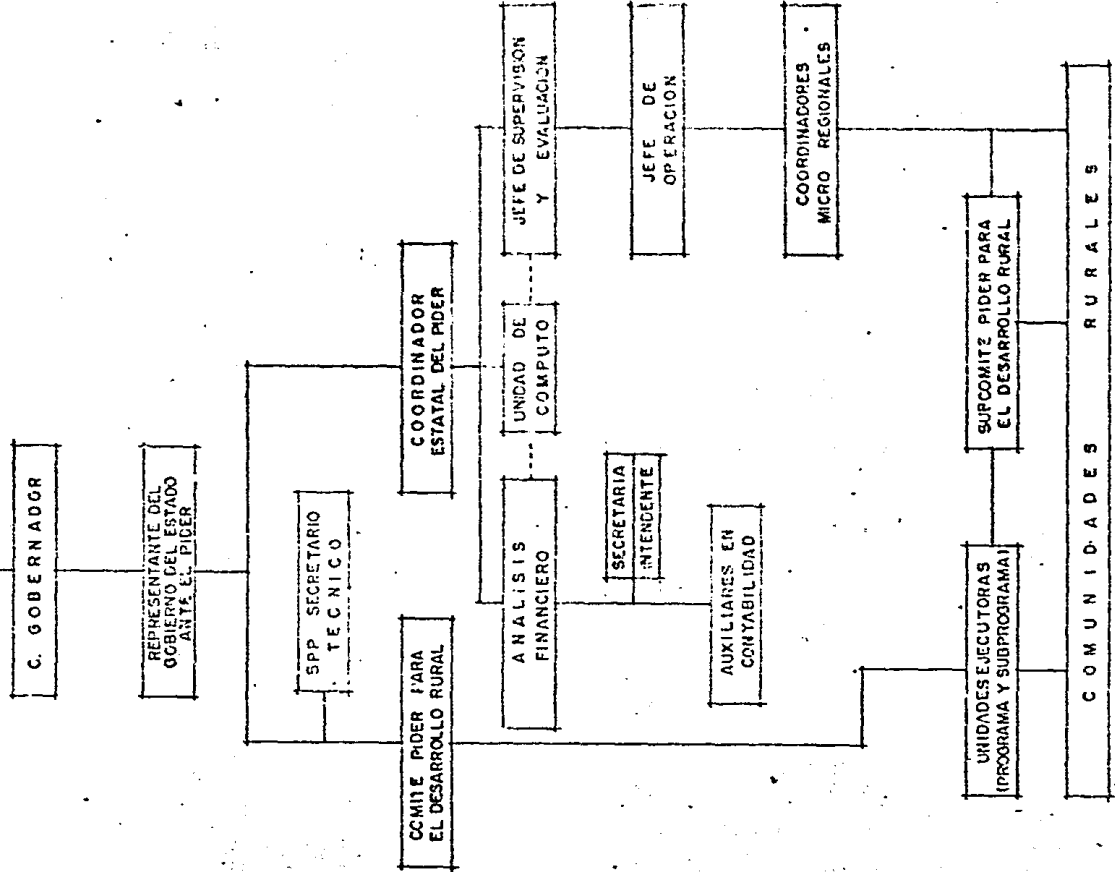 C. GOBERNADOR
REPRESENTANTE DEL
GOBIERNO DEL ESTADO
ANTE EL PIDER
SPP SECRETARIO
TECNICO
COMITE PIDER PARA
EL DESARROLLO RURAL
COORDINADOR
ESTATAL DEL PIDER
ANALISIS
FINANCIERO
UNIDAD DE
COMPUTO
JEFE DE SUPERVISION
Y EVALUACION
SECRETARIA
INTENDENTE
JEFE DE
OPERACION
AUXILIARES EN
CONTABILIDAD
COORDINADORES
MICRO REGIONALES
UNIDADES EJECUTORAS
(PROGRAMA Y SUBPROGRAMA)
SUPCOMITE PIDER PARA
EL DESARROLLO RURAL
COMUNIDADES RURALES